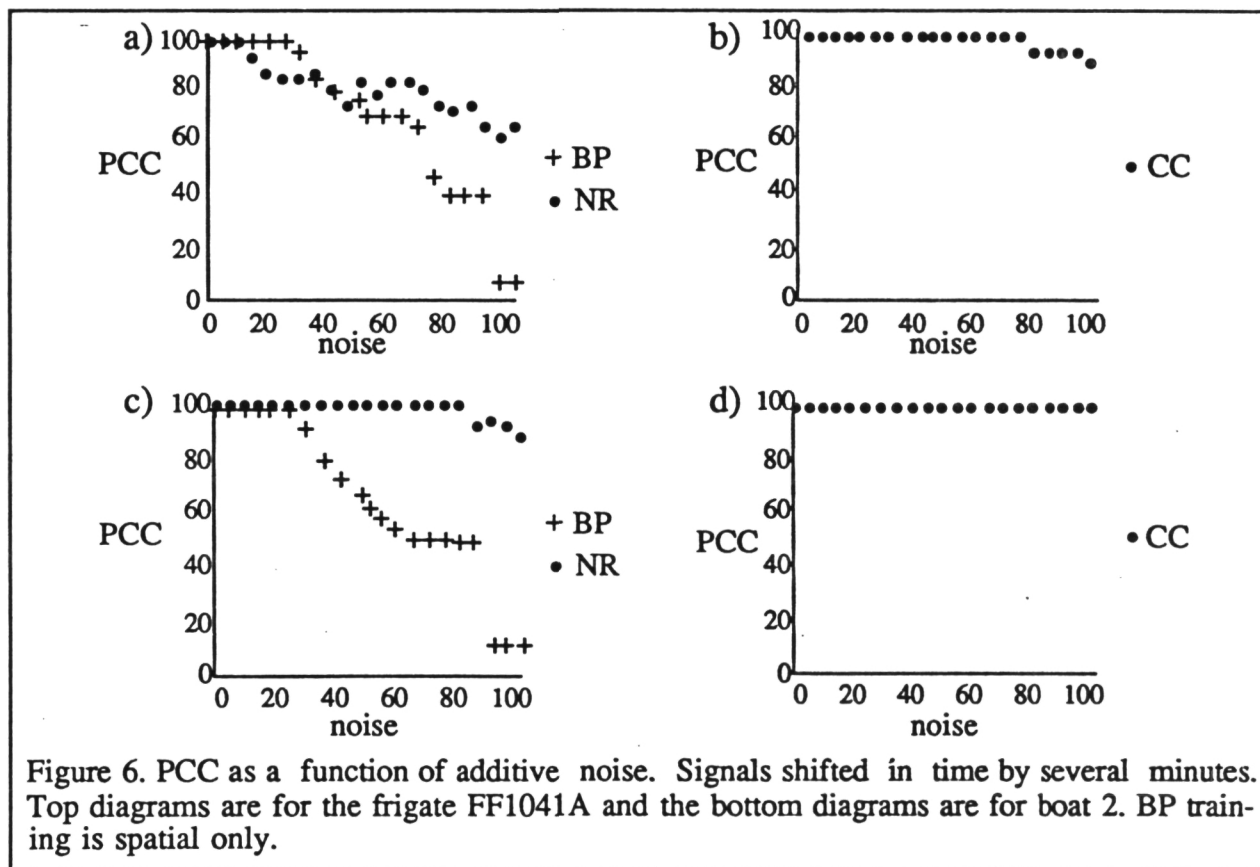 a)
100
80
60
PCC
40
20
0
0 20 40 60 80 100
noise
+ BP
• NR
b)
100
80
60
PCC
40
20
0
0 20 40 60 80 100
noise
• CC
c)
100
80
60
PCC
40
20
0
0 20 40 60 80 100
noise
+ BP
• NR
d)
100
80
60
PCC
40
20
0
0 20 40 60 80 100
noise
• CC
Figure 6. PCC as a function of additive noise. Signals shifted in time by several minutes.
Top diagrams are for the frigate FF1041A and the bottom diagrams are for boat 2. BP train-
ing is spatial only.